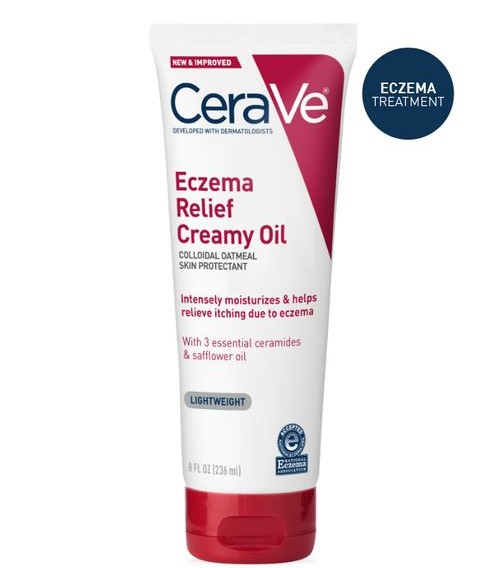 NEW & IMPROVED
CeraVe®
DEVELOPED WITH DERMATOLOGISTS
Eczema
Relief
Creamy Oil
COLLOIDAL OATMEAL
SKIN PROTECTANT
Intensely moisturizes & helps
relieve itching due to eczema
With 3 essential ceramides
& safflower oil
LIGHTWEIGHT
8 FL OZ (236 ml)
ACCEPTED
e
NATIONAL
Eczema
ASSOCIATION
ECZEMA
TREATMENT